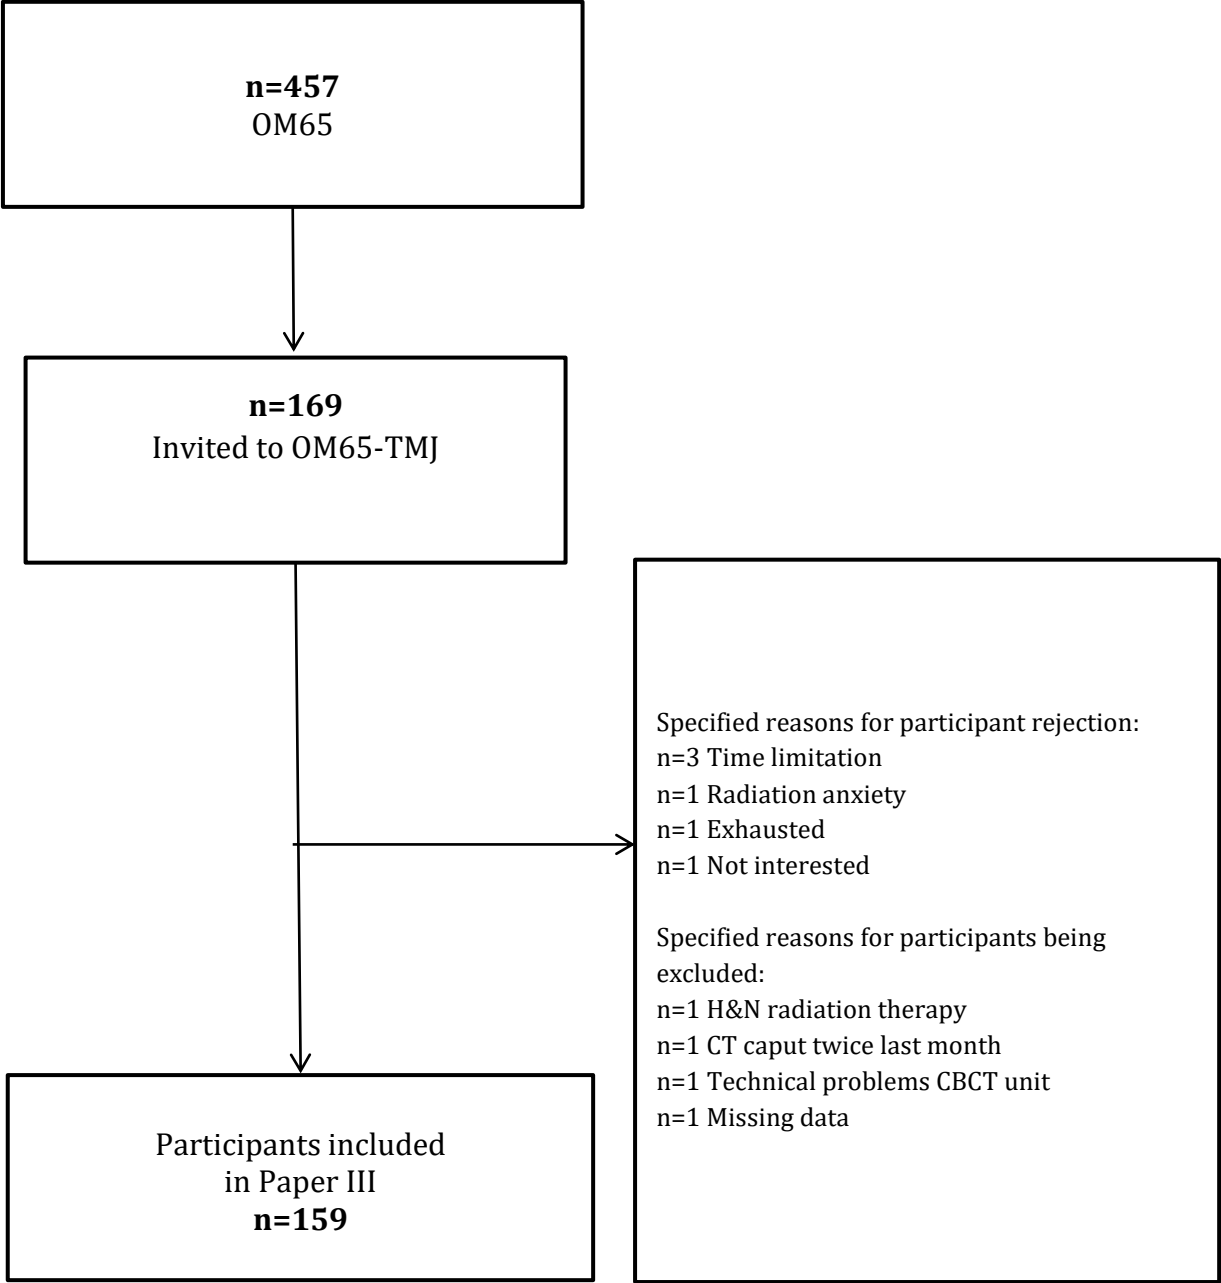 n=457
OM65
n=169
Invited to OM65-TMJ
Specified reasons for participant rejection:
n=3 Time limitation
n=1 Radiation anxiety
n=1 Exhausted
n=1 Not interested
Specified reasons for participants being
excluded:
n=1 H&N radiation therapy
n=1 CT caput twice last month
n=1 Technical problems CBCT unit
n=1 Missing data
Participants included
in Paper III
n=159